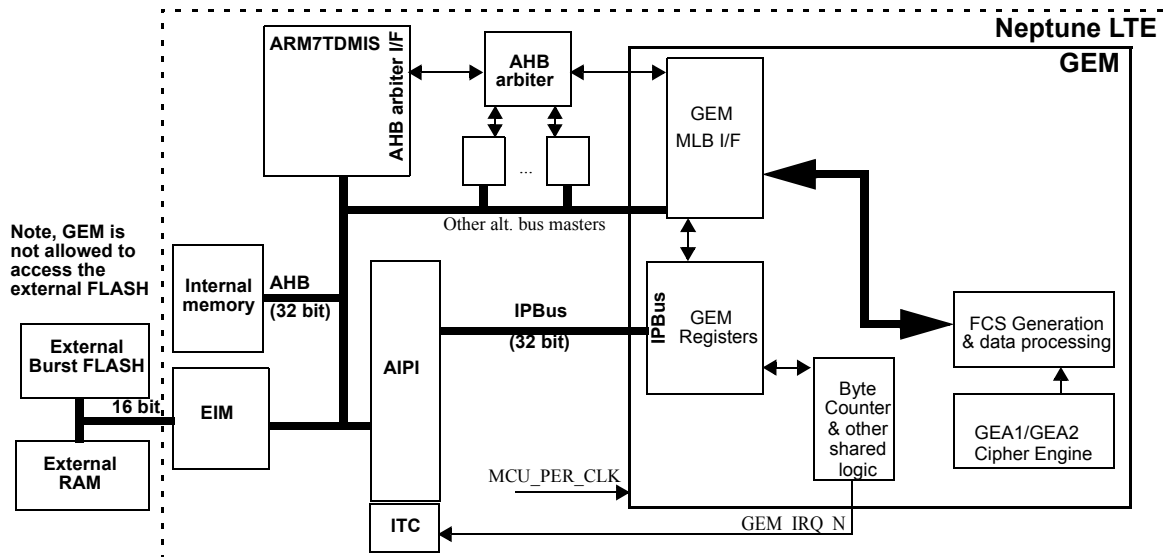 Neptune LTE
GEM
ARM7TDMIS
AHB arbiter I/F
AHB
arbiter
GEM
MLB I/F
...
Other alt. bus masters
Note, GEM is
not allowed to
access the
external FLASH
Internal
memory
AHB
(32 bit)
AIPI
IPBus
(32 bit)
IPBus
GEM
Registers
FCS Generation
& data processing
External
Burst FLASH
16 bit
EIM
External
RAM
Byte
Counter
& other
shared
logic
GEA1/GEA2
Cipher Engine
MCU_PER_CLK
ITC
GEM_IRQ_N